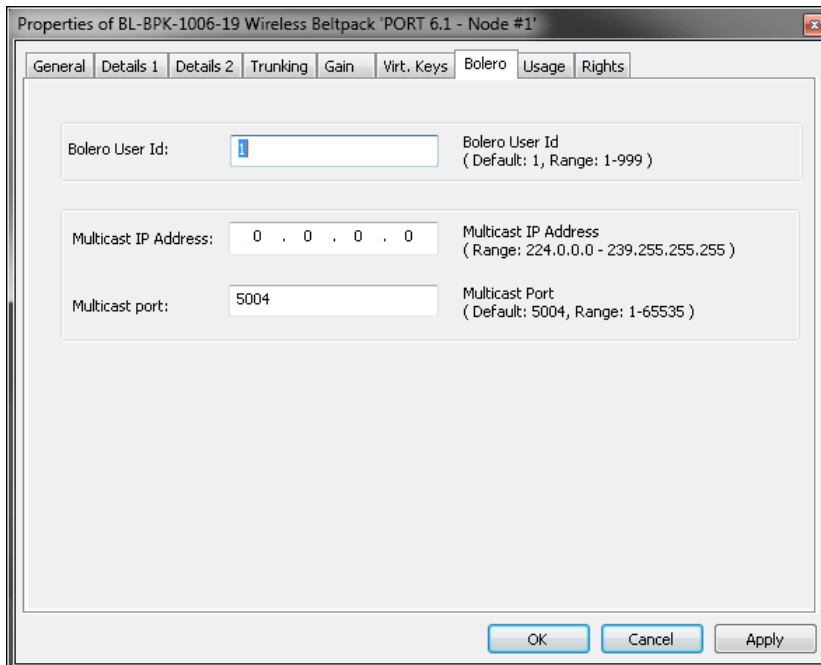 Properties of BL-BPK-1006-19 Wireless Beltpack 'PORT 6.1 - Node #1'
General Details 1 Details 2 Trunking Gain Virt. Keys Bolero Usage Rights
Bolero User Id:
1
Bolero User Id
( Default: 1, Range: 1-999 )
Multicast IP Address:
0 . 0 . 0 . 0
Multicast IP Address
( Range: 224.0.0.0 - 239.255.255.255 )
Multicast port:
5004
Multicast Port
( Default: 5004, Range: 1-65535 )
OK Cancel Apply